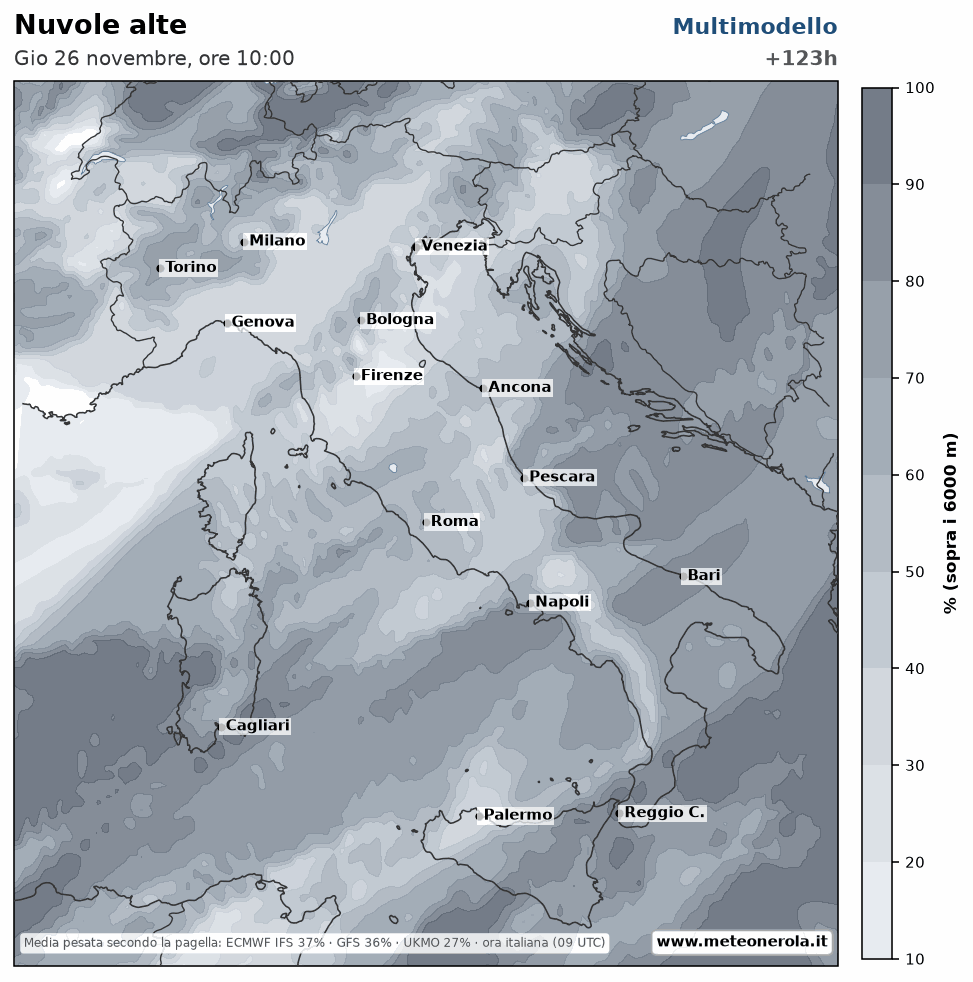 Nuvole alte
Multimodello
Gio 26 novembre, ore 10:00
+123h
100
90
80
70
60
50
40
30
20
10
% (sopra i 6000 m)
Milano
Venezia
Torino
Genova
Bologna
Firenze
Ancona
Pescara
Roma
Bari
Napoli
Cagliari
Palermo
Reggio C.
Media pesata secondo la pagella: ECMWF IFS 37% · GFS 36% · UKMO 27% · ora italiana (09 UTC)
www.meteonerola.it